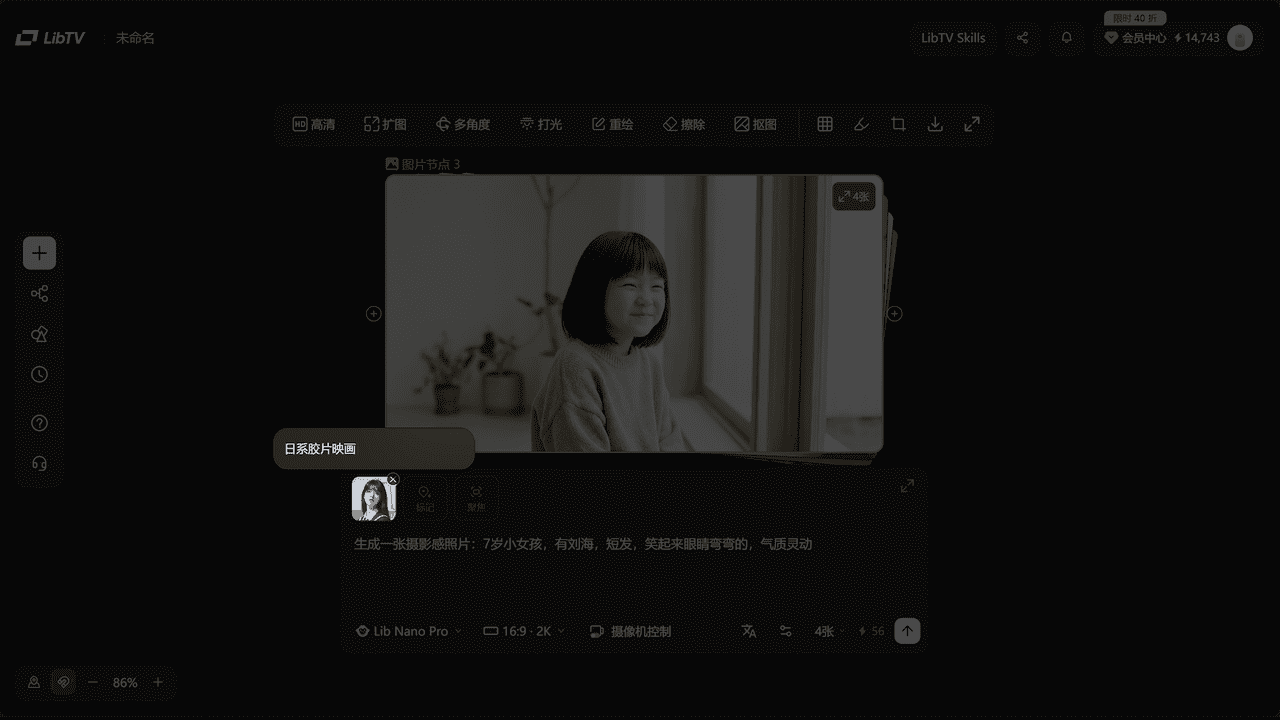 LibTV
未命名
LibTV Skills
限时 40 折
会员中心
14,743
HD 高清
扩图
多角度
打光
重绘
擦除
抠图
图片节点 3
4张
日系胶片映画
标记
聚焦
生成一张摄影感照片：7岁小女孩，有刘海，短发，笑起来眼睛弯弯的，气质灵动
Lib Nano Pro
16:9 · 2K
摄像机控制
4张
56
86%